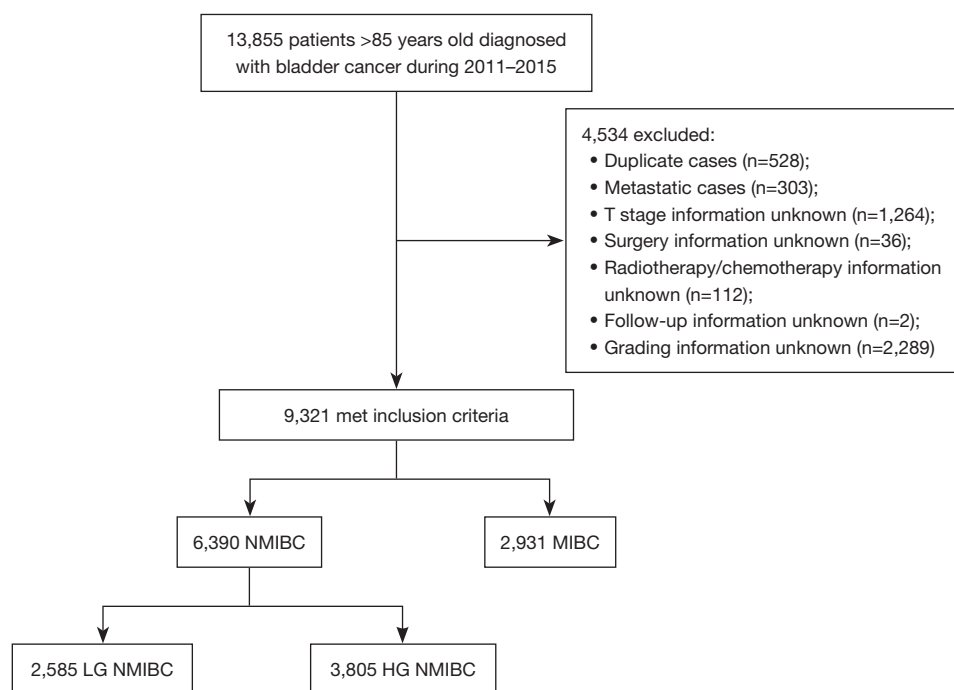 13,855 patients >85 years old diagnosed
with bladder cancer during 2011–2015
4,534 excluded:
• Duplicate cases (n=528);
• Metastatic cases (n=303);
• T stage information unknown (n=1,264);
• Surgery information unknown (n=36);
• Radiotherapy/chemotherapy information
unknown (n=112);
• Follow-up information unknown (n=2);
• Grading information unknown (n=2,289)
9,321 met inclusion criteria
6,390 NMIBC
2,931 MIBC
2,585 LG NMIBC
3,805 HG NMIBC